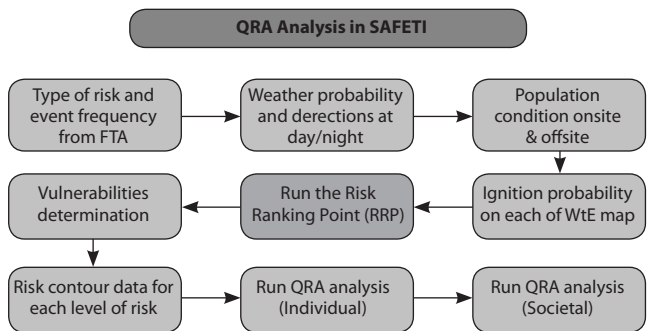 QRA Analysis in SAFETI
Type of risk and
event frequency
from FTA
Weather probability
and derections at
day/night
Population
condition onsite
& offsite
Ignition probability
on each of WtE map
Run the Risk
Ranking Point (RRP)
Vulnerabilities
determination
Risk contour data for
each level of risk
Run QRA analysis
(Individual)
Run QRA analysis
(Societal)